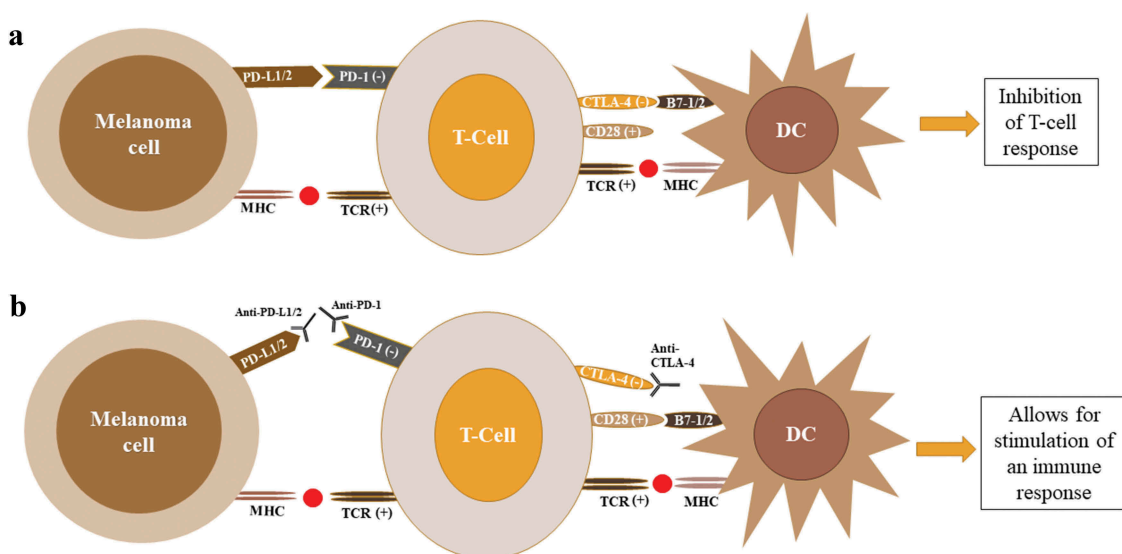 a
PD-L1/2
PD-1 (-)
Melanoma
cell
T-Cell
CTLA-4 (-)
B7-1/2
CD28 (+)
DC
TCR (+)
MHC
MHC
TCR (+)
Inhibition
of T-cell
response
b
Anti-PD-L1/2
Anti-PD-1
PD-L1/2
PD-1 (-)
Melanoma
cell
T-Cell
Anti-
CTLA-4
CTLA-4 (-)
CD28 (+)
B7-1/2
DC
MHC
TCR (+)
TCR (+)
MHC
Allows for
stimulation of
an immune
response